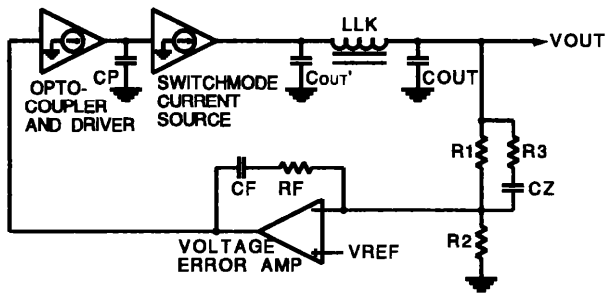 LLK
VOUT
CP
COUT'
COUT
OPTO-
COUPLER
AND DRIVER
SWITCHMODE
CURRENT
SOURCE
R1
R3
CF
RF
CZ
VOLTAGE
ERROR AMP
-
+
VREF
R2